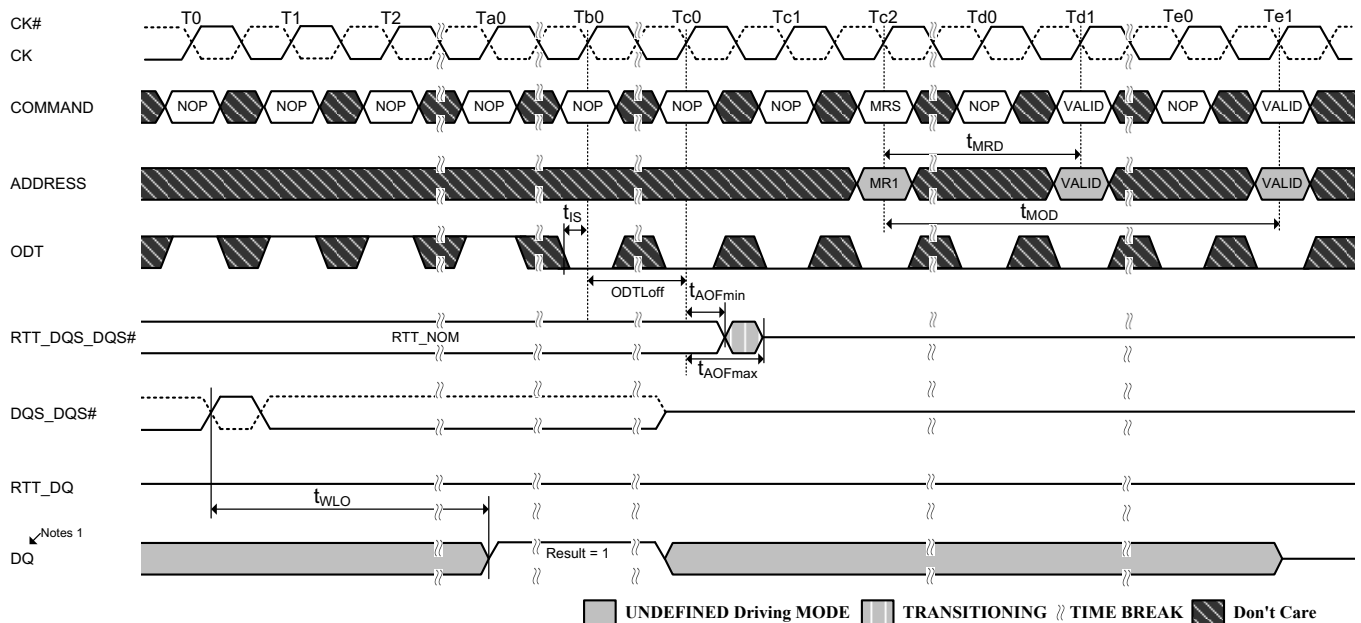 T0 T1 T2 Ta0 Tb0 Tc0 Tc1 Tc2 Td0 Td1 Te0 Te1
CK#
CK
COMMAND NOP NOP NOP NOP NOP NOP NOP MRS NOP VALID NOP VALID
tMRD
ADDRESS MR1 VALID VALID
tIS tMOD
ODT
ODTLoff tAOFmin
RTT_DQS_DQS# RTT_NOM
tAOFmax
DQS_DQS#
RTT_DQ
tWLO
Notes 1
DQ Result = 1
UNDEFINED Driving MODE TRANSITIONING TIME BREAK Don't Care